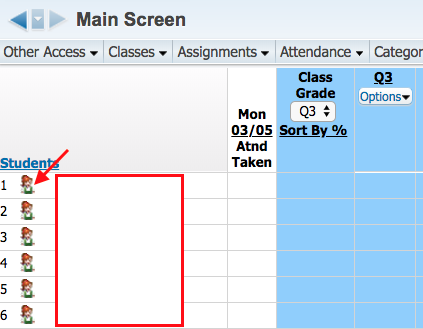 Main Screen
Other Access Classes Assignments Attendance Categor
Class Grade
Q3
Sort By %
Q3
Options
Mon
03/05
Atnd
Taken
Students
1
2
3
4
5
6